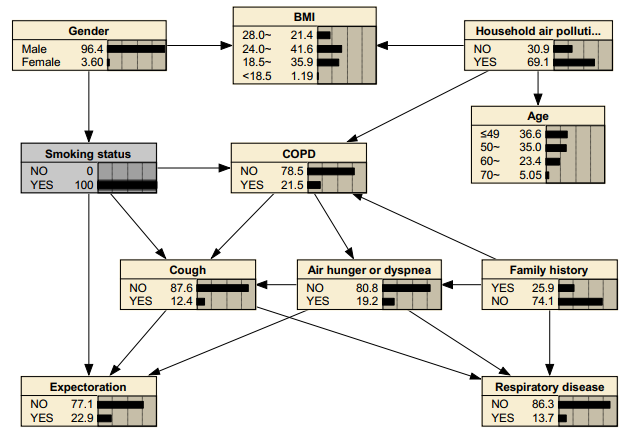 Gender
Male 96.4
Female 3.60
BMI
28.0~ 21.4
24.0~ 41.6
18.5~ 35.9
<18.5 1.19
Household air polluti...
NO 30.9
YES 69.1
Age
≤49 36.6
50~ 35.0
60~ 23.4
70~ 5.05
Smoking status
NO 0
YES 100
COPD
NO 78.5
YES 21.5
Cough
NO 87.6
YES 12.4
Air hunger or dyspnea
NO 80.8
YES 19.2
Family history
YES 25.9
NO 74.1
Expectoration
NO 77.1
YES 22.9
Respiratory disease
NO 86.3
YES 13.7